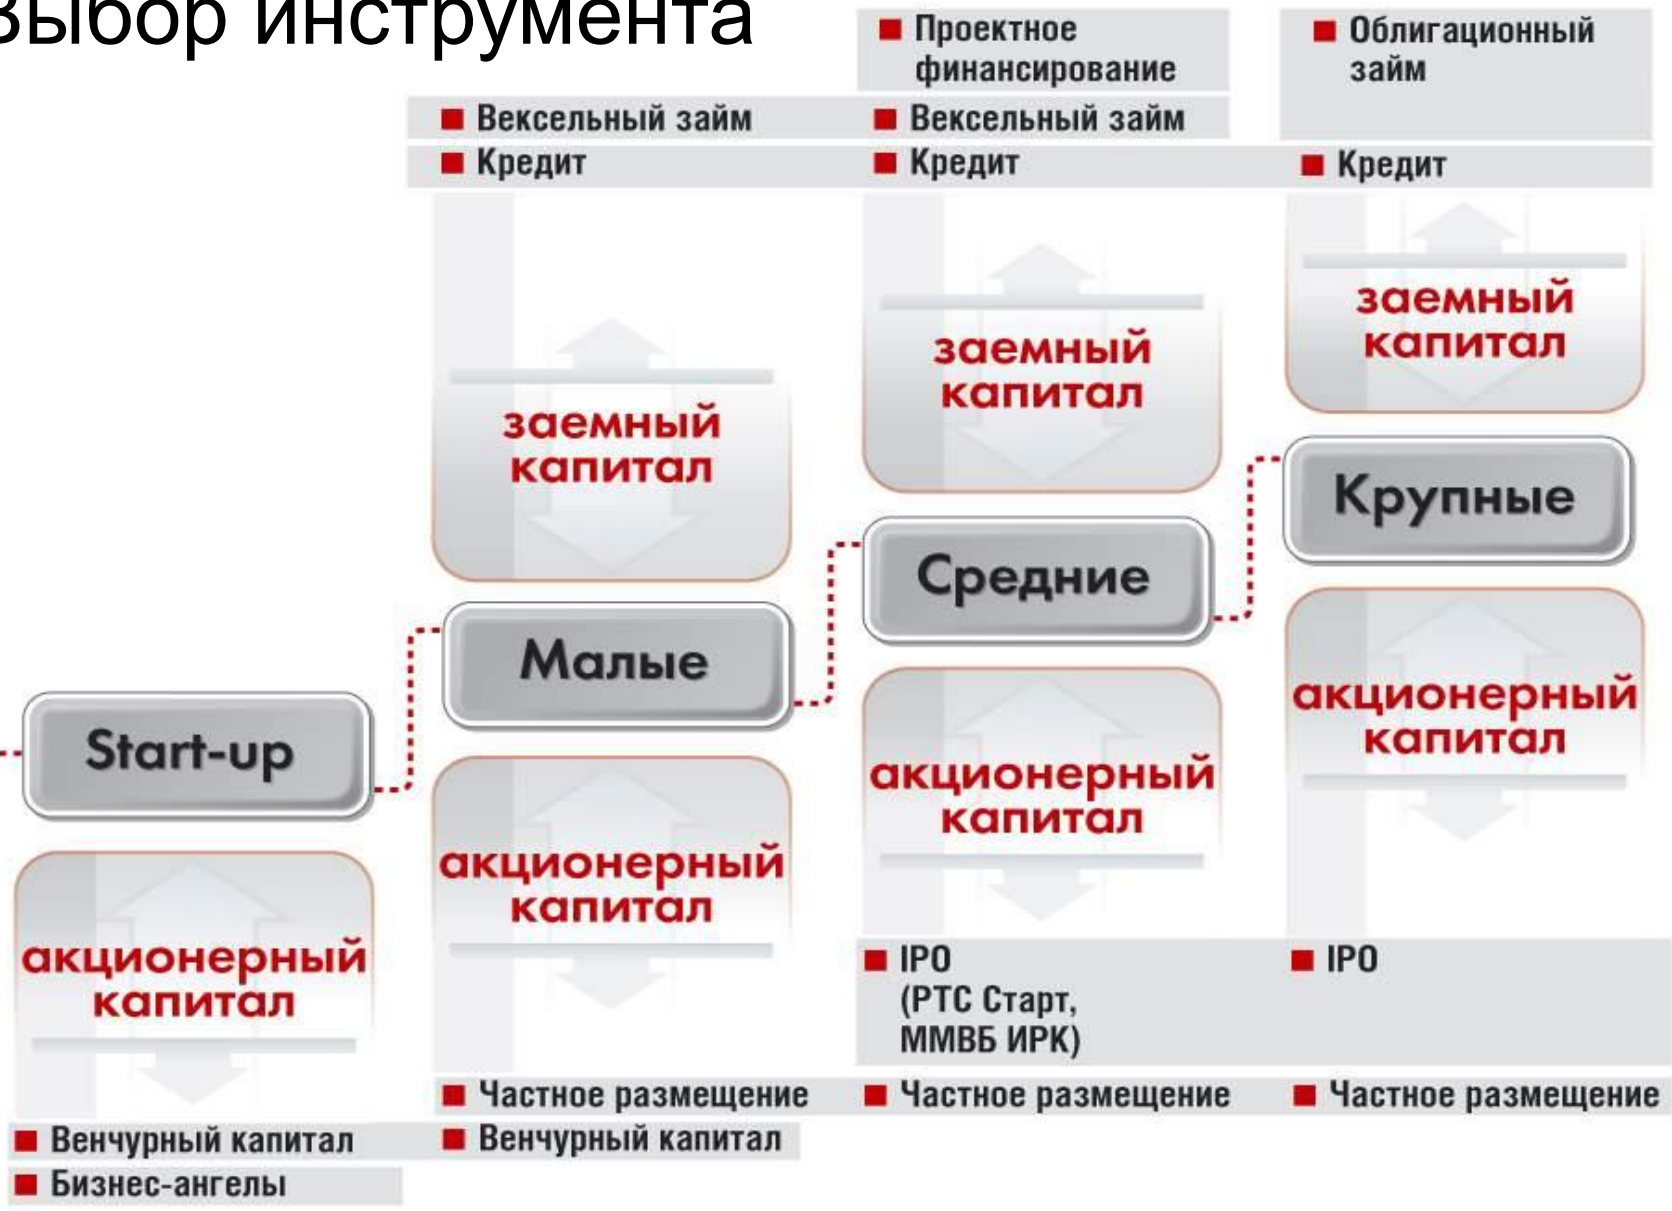 Выбор инструмента
Проектное
финансирование
Облигационный
займ
Вексельный займ
Вексельный займ
Кредит
Кредит
Кредит
заемный
капитал
заемный
капитал
заемный
капитал
Крупные
Средние
Малые
Start-up
акционерный
капитал
акционерный
капитал
акционерный
капитал
акционерный
капитал
IPO
(РТС Старт,
ММВБ ИРК)
IPO
Частное размещение
Частное размещение
Частное размещение
Венчурный капитал
Венчурный капитал
Бизнес-ангелы